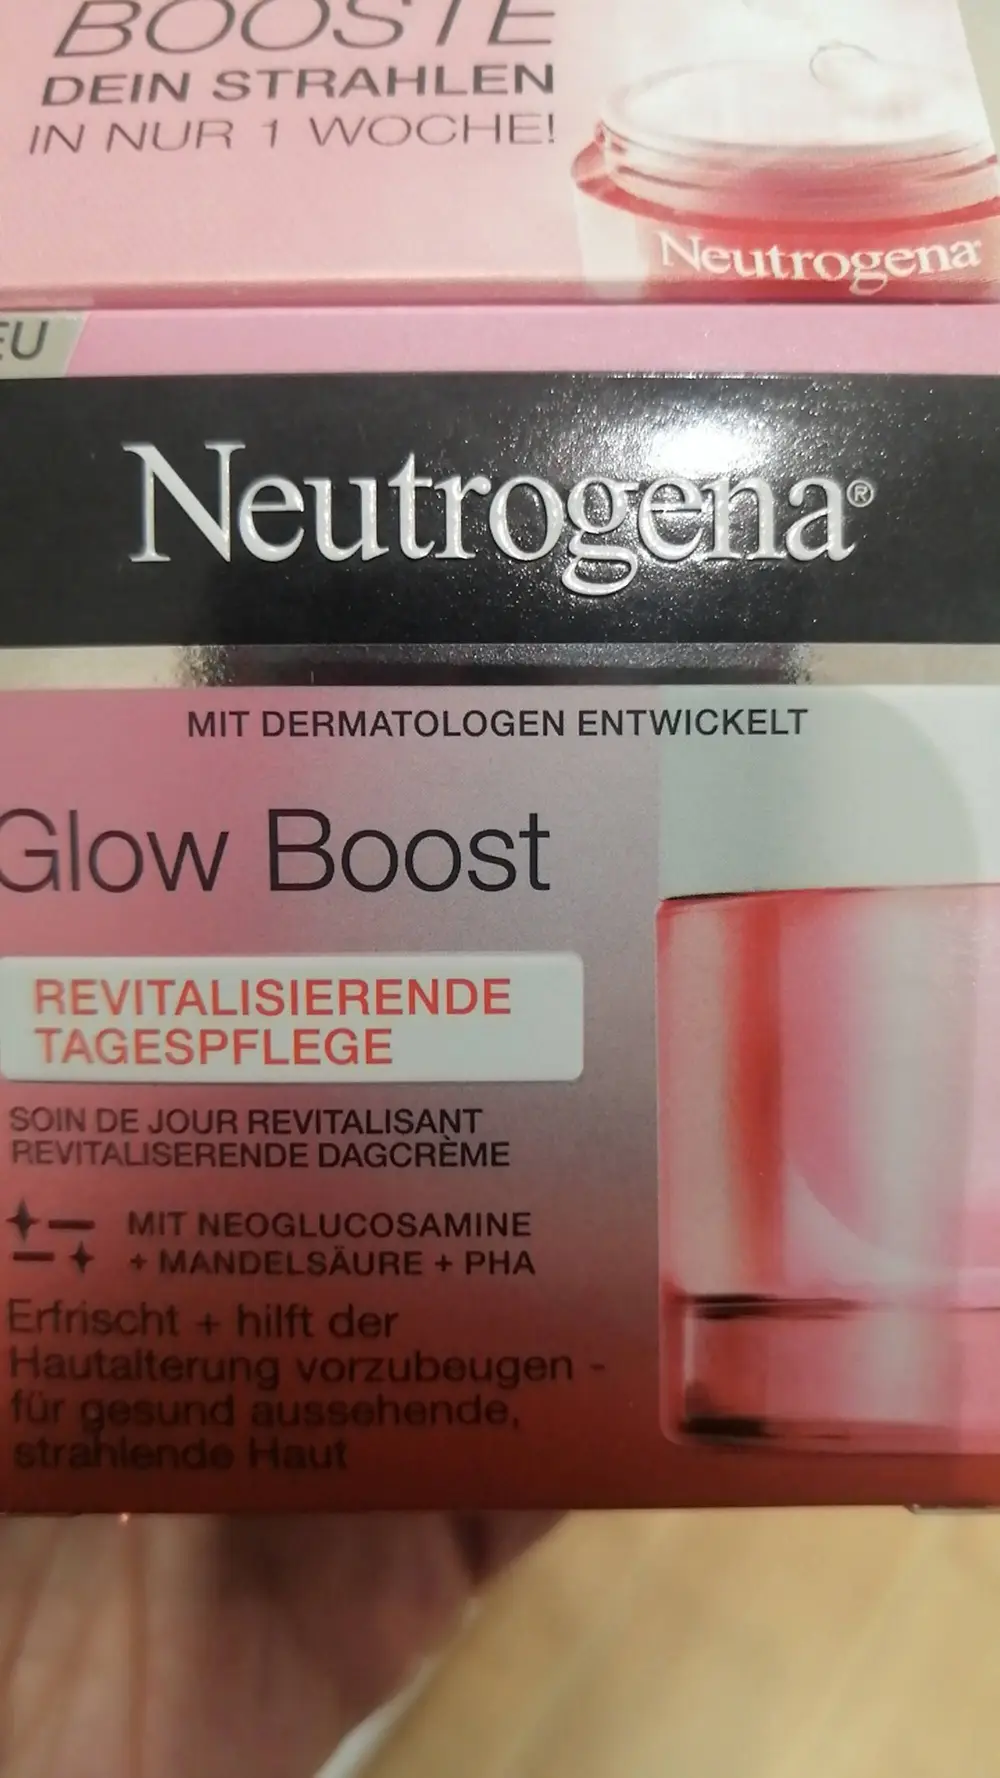 BOOSTE
DEIN STRAHLEN
IN NUR 1 WOCHE!
Neutrogena
EU
Neutrogena®
MIT DERMATOLOGEN ENTWICKELT
Glow Boost
REVITALISIERENDE
TAGESPFLEGE
SOIN DE JOUR REVITALISANT
REVITALISERENDE DAGCRÈME
MIT NEOGLUCOSAMINE
+ MANDELSÄURE + PHA
Erfrischt + hilft der
Hautalterung vorzubeugen -
für gesund aussehende,
strahlende Haut